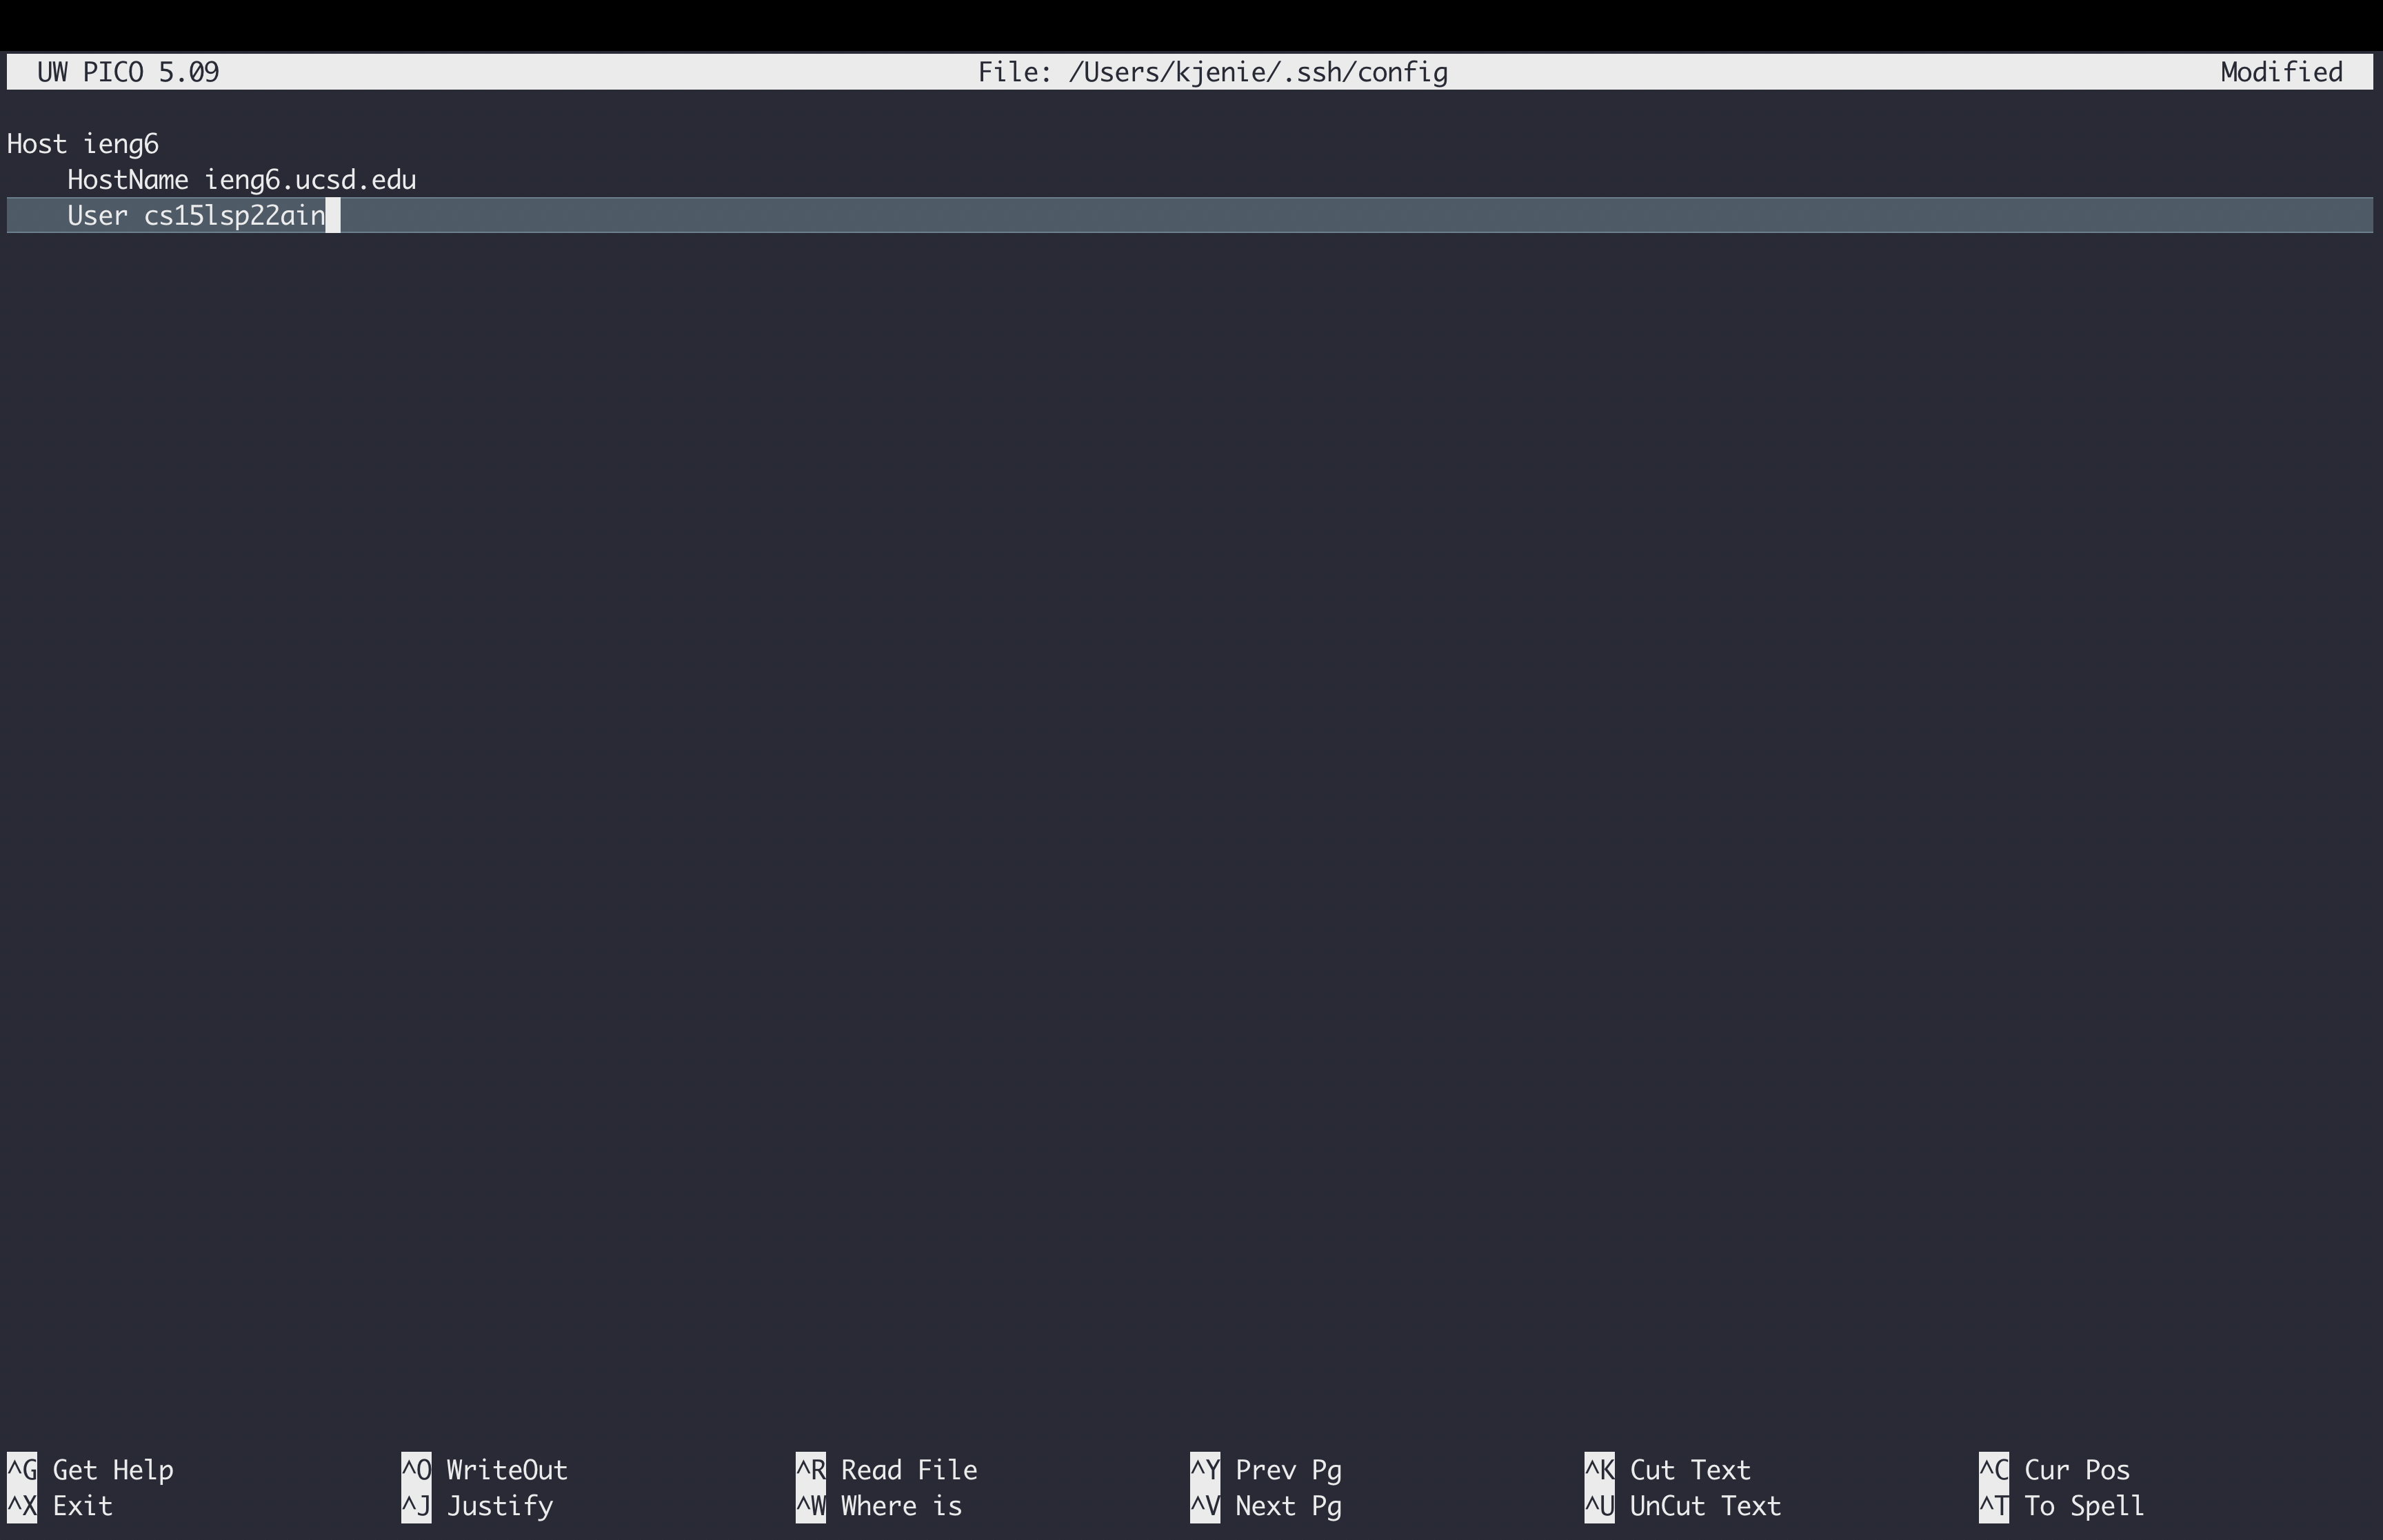 UW PICO 5.09 File: /Users/kjenie/.ssh/config Modified
Host ieng6
HostName ieng6.ucsd.edu
User cs15lsp22ain
^G Get Help ^O WriteOut ^R Read File ^Y Prev Pg ^K Cut Text ^C Cur Pos
^X Exit ^J Justify ^W Where is ^V Next Pg ^U UnCut Text ^T To Spell